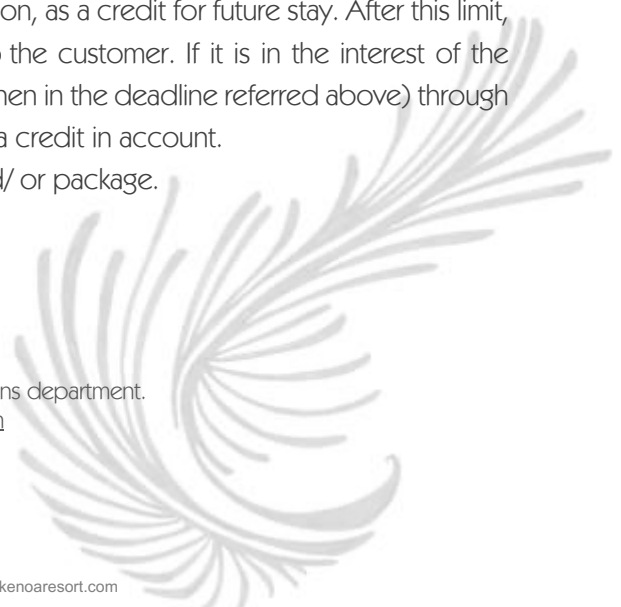 on, as a credit for future stay. After this limit,
the customer. If it is in the interest of the
in the deadline referred above) through
a credit in account.
/ or package.
ns department.
kenoaresort.com